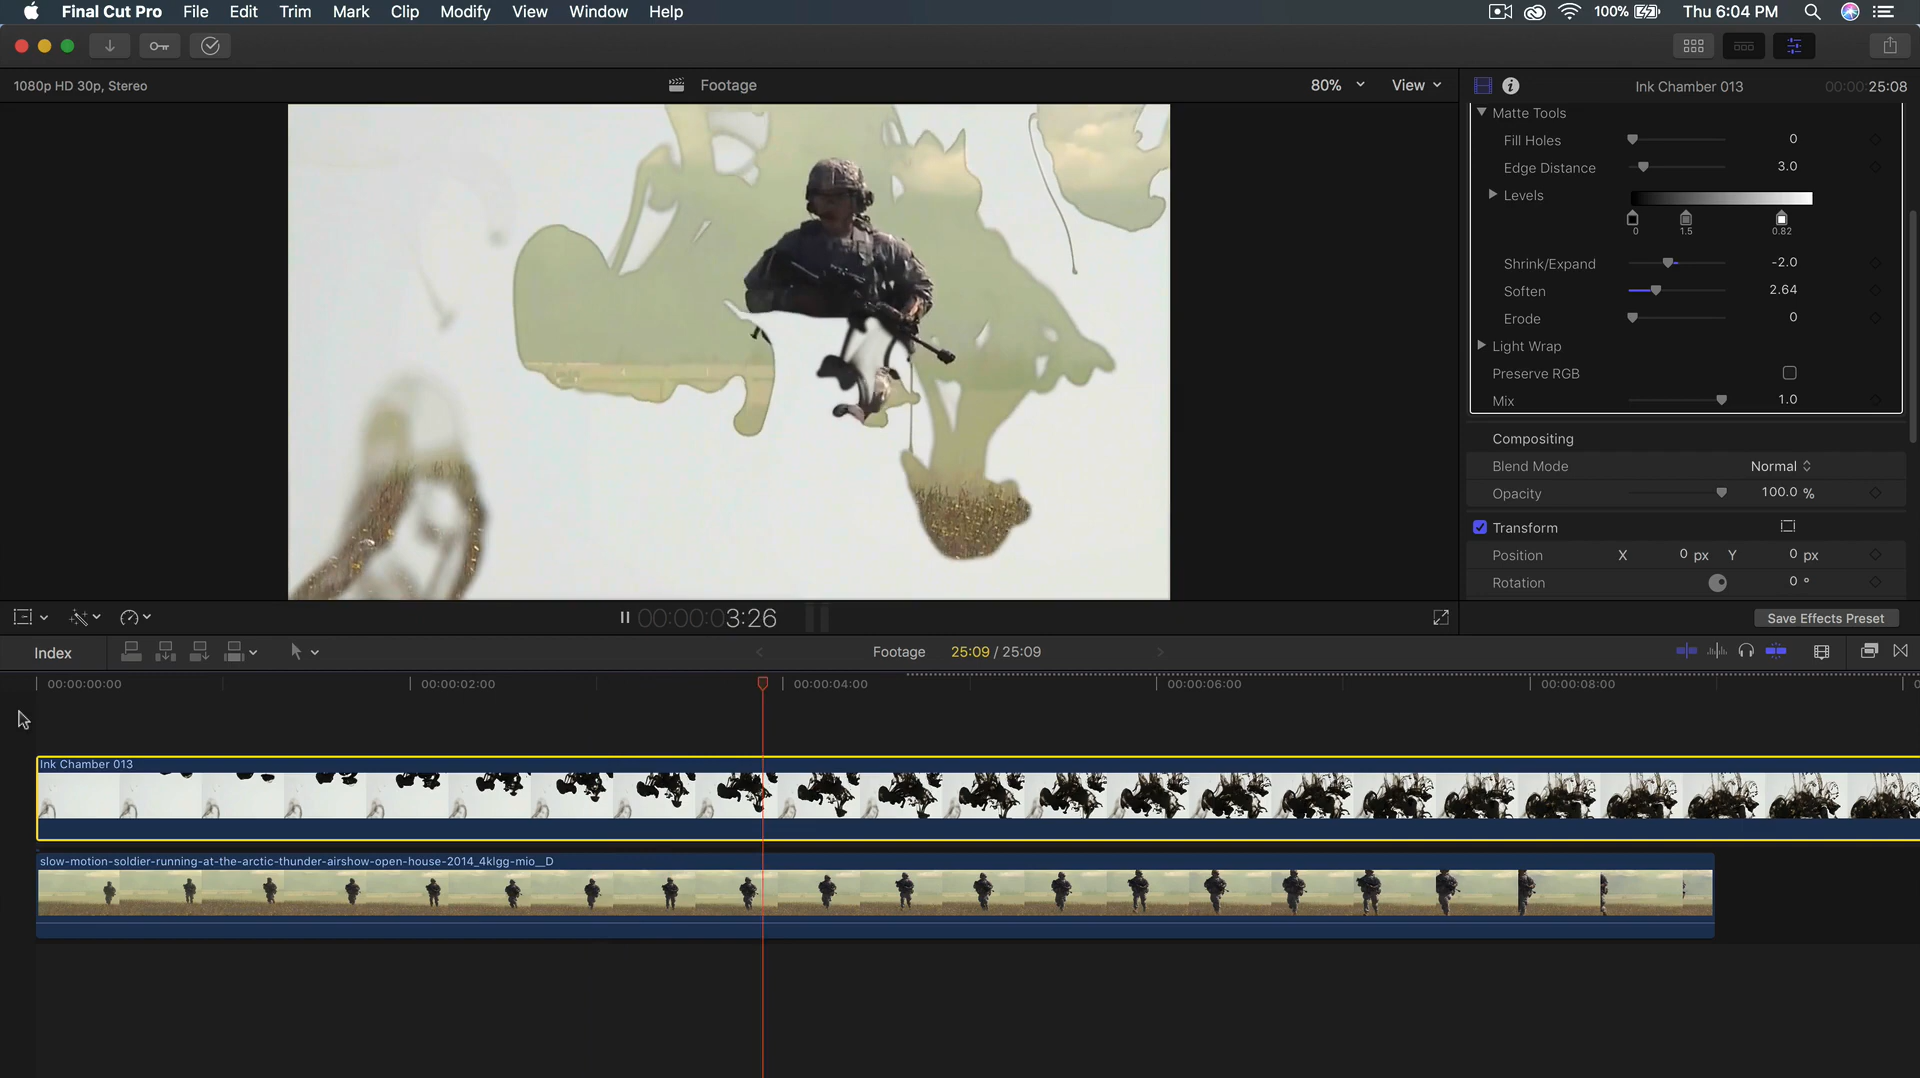 Final Cut Pro File Edit Trim Mark Clip Modify View Window Help 100% Thu 6:04 PM
1080p HD 30p, Stereo Footage 80% View Ink Chamber 013 00:00:25:08
Matte Tools
Fill Holes 0
Edge Distance 3.0
Levels
0 1.5 0.82
Shrink/Expand -2.0
Soften 2.64
Erode 0
Light Wrap
Preserve RGB
Mix 1.0
Compositing
Blend Mode Normal
Opacity 100.0 %
Transform
Position X 0 px Y 0 px
Rotation 0 °
00:00:03:26 Save Effects Preset
Index Footage 25:09 / 25:09
00:00:00:00 00:00:02:00 00:00:04:00 00:00:06:00 00:00:08:00
Ink Chamber 013
slow-motion-soldier-running-at-the-arctic-thunder-airshow-open-house-2014_4klgg-mio__D